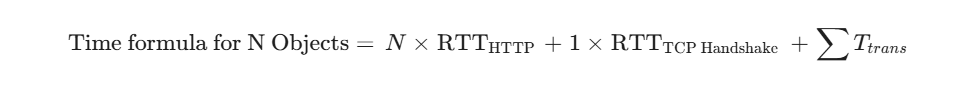 Time formula for N Objects = N × RTT_HTTP + 1 × RTT_TCP Handshake + ∑ T_trans